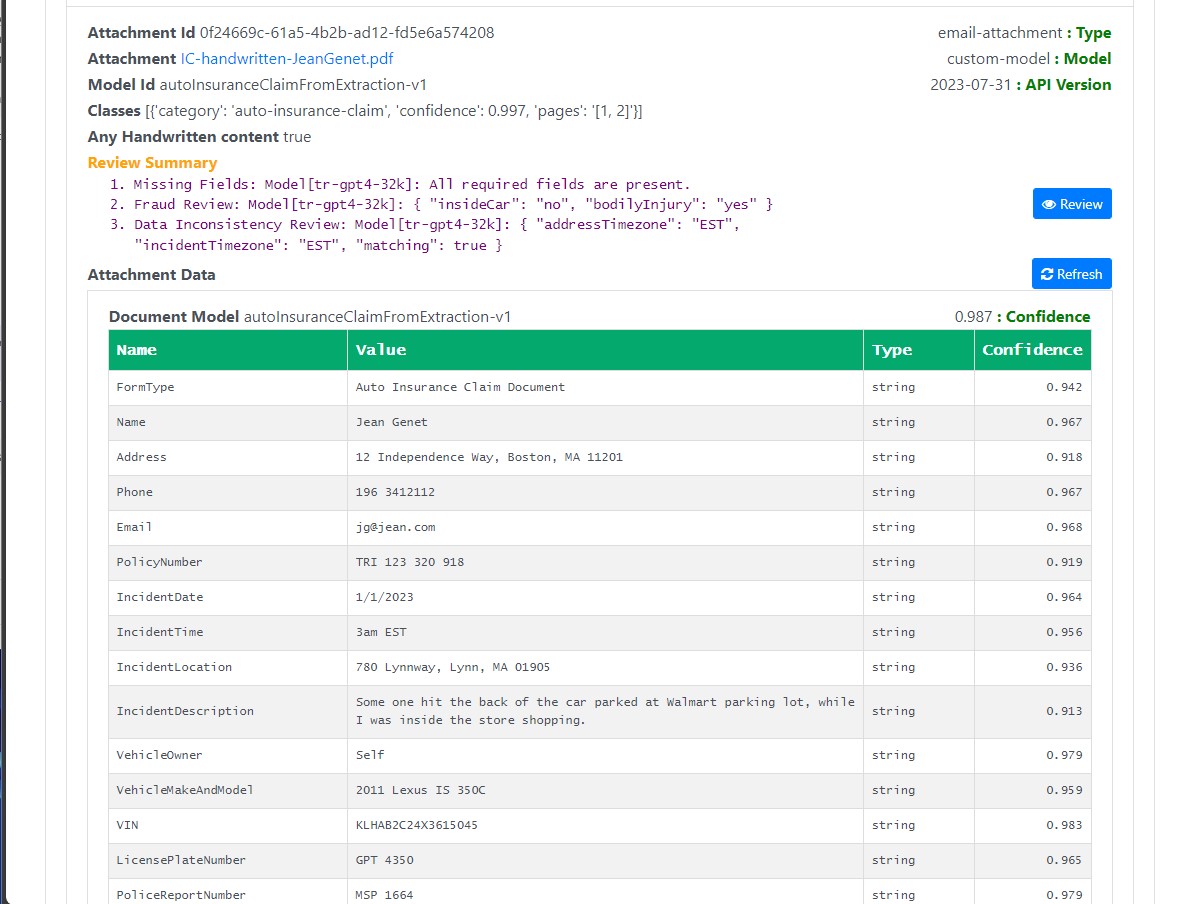 Attachment Id 0f24669c-61a5-4b2b-ad12-fd5e6a574208 email-attachment : Type
Attachment IC-handwritten-JeanGenet.pdf custom-model : Model
Model Id autoInsuranceClaimFromExtraction-v1 2023-07-31 : API Version
Classes [{'category': 'auto-insurance-claim', 'confidence': 0.997, 'pages': '[1, 2]'}]
Any Handwritten content true
Review Summary
1. Missing Fields: Model[tr-gpt4-32k]: All required fields are present.
2. Fraud Review: Model[tr-gpt4-32k]: { "insideCar": "no", "bodilyInjury": "yes" }
Review
3. Data Inconsistency Review: Model[tr-gpt4-32k]: { "addressTimezone": "EST",
"incidentTimezone": "EST", "matching": true }
Attachment Data Refresh
Document Model autoInsuranceClaimFromExtraction-v1 0.987 : Confidence
Name Value Type Confidence
FormType Auto Insurance Claim Document string 0.942
Name Jean Genet string 0.967
Address 12 Independence Way, Boston, MA 11201 string 0.918
Phone 196 3412112 string 0.967
Email jg@jean.com string 0.968
PolicyNumber TRI 123 320 918 string 0.919
IncidentDate 1/1/2023 string 0.964
IncidentTime 3am EST string 0.956
IncidentLocation 780 Lynnway, Lynn, MA 01905 string 0.936
IncidentDescription Some one hit the back of the car parked at Walmart parking lot, while
I was inside the store shopping. string 0.913
VehicleOwner Self string 0.979
VehicleMakeAndModel 2011 Lexus IS 350C string 0.959
VIN KLHAB2C24X3615045 string 0.983
LicensePlateNumber GPT 4350 string 0.965
PoliceReportNumber MSP 1664 string 0.979